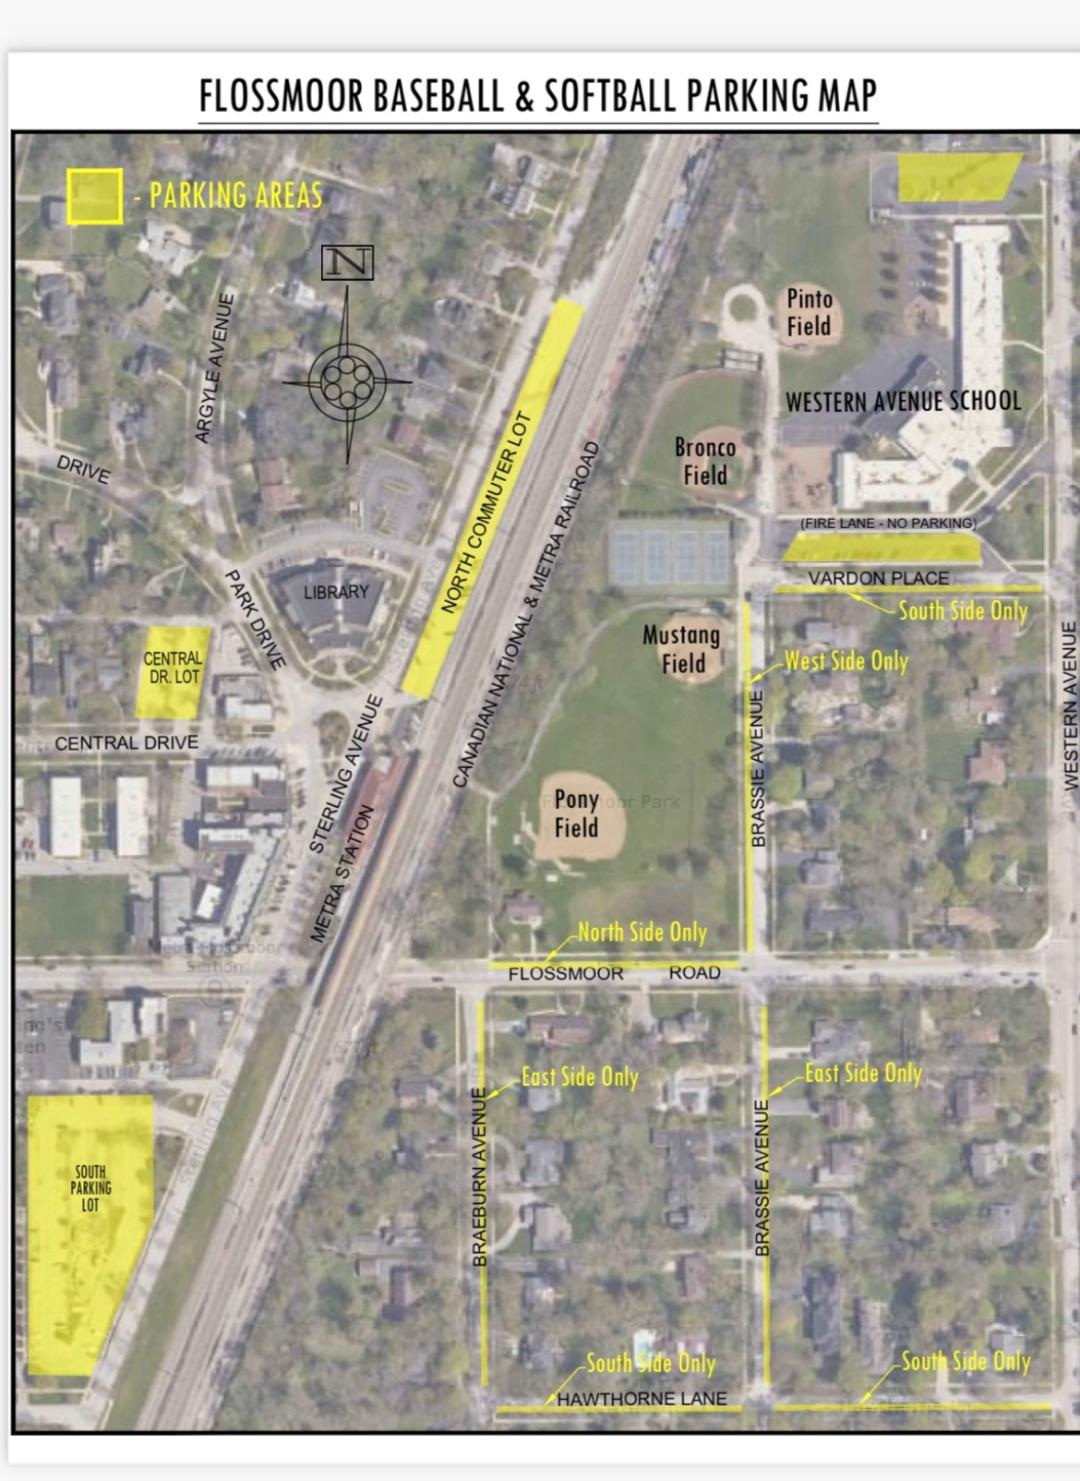 FLOSSMOOR BASEBALL & SOFTBALL PARKING MAP
- PARKING AREAS
N
ARGYLE AVENUE
DRIVE
PARK DRIVE
LIBRARY
NORTH COMMUTER LOT
CANADIAN NATIONAL & METRA RAILROAD
Pinto
Field
WESTERN AVENUE SCHOOL
Bronco
Field
(FIRE LANE - NO PARKING)
VARDON PLACE
South Side Only
Mustang
Field
West Side Only
CENTRAL
DR. LOT
CENTRAL DRIVE
STERLING AVENUE
METRA STATION
BRASSIE AVENUE
WESTERN AVENUE
Pony
Field
North Side Only
FLOSSMOOR ROAD
Station
East Side Only
East Side Only
BRAEBURN AVENUE
BRASSIE AVENUE
SOUTH
PARKING
LOT
South Side Only
South Side Only
HAWTHORNE LANE